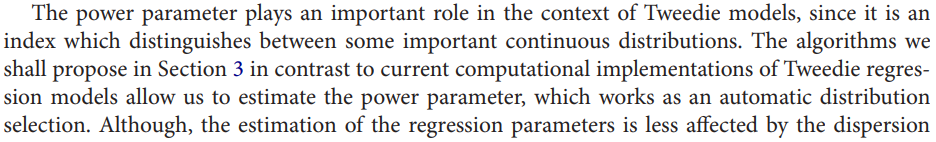 The power parameter plays an important role in the context of Tweedie models, since it is an
index which distinguishes between some important continuous distributions. The algorithms we
shall propose in Section 3 in contrast to current computational implementations of Tweedie regres-
sion models allow us to estimate the power parameter, which works as an automatic distribution
selection. Although, the estimation of the regression parameters is less affected by the dispersion